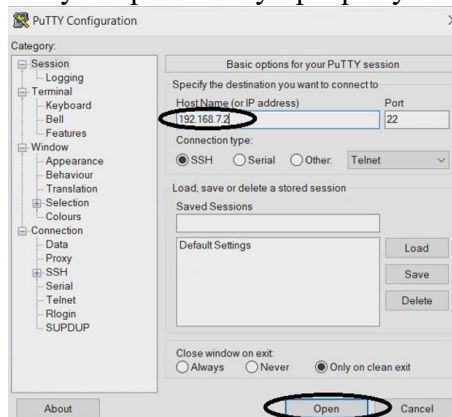 PuTTY Configuration
Category:
Session
Logging
Terminal
Keyboard
Bell
Features
Window
Appearance
Behaviour
Translation
Selection
Colours
Connection
Data
Proxy
SSH
Serial
Telnet
Rlogin
SUPDUP
Basic options for your PuTTY session
Specify the destination you want to connect to
Host Name (or IP address) Port
192.168.7.2 22
Connection type:
SSH Serial Other: Telnet
Load, save or delete a stored session
Saved Sessions
Default Settings
Load
Save
Delete
Close window on exit:
Always Never Only on clean exit
About Open Cancel